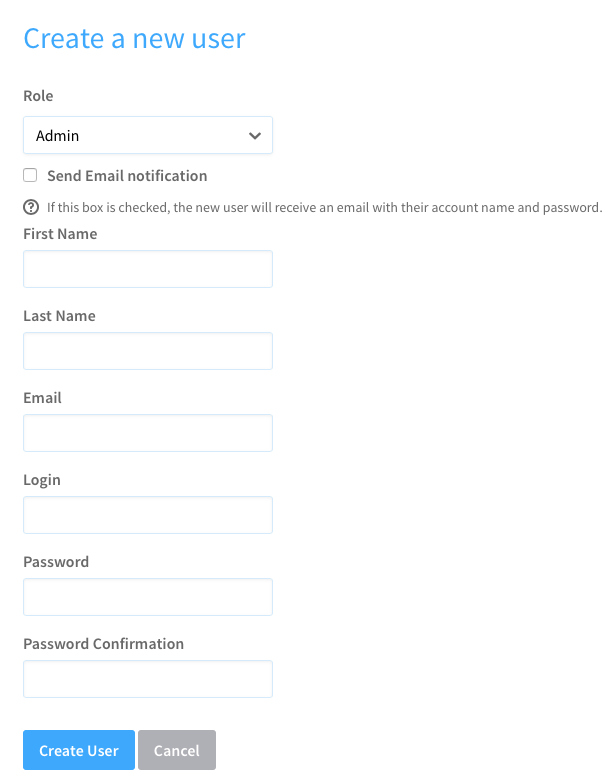 Create a new user
Role
Admin
Send Email notification
If this box is checked, the new user will receive an email with their account name and password.
First Name
Last Name
Email
Login
Password
Password Confirmation
Create User
Cancel